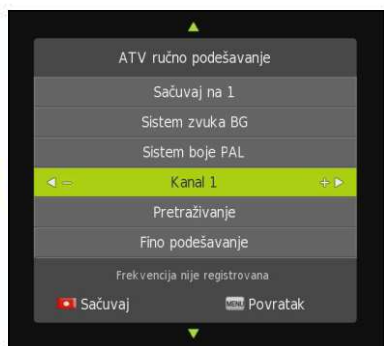 ATV ručno podešavanje
Sačuvaj na 1
Sistem zvuka BG
Sistem boje PAL
Kanal 1
Pretraživanje
Fino podešavanje
Frekvencija nije registrovana
Sačuvaj MENU Povratak